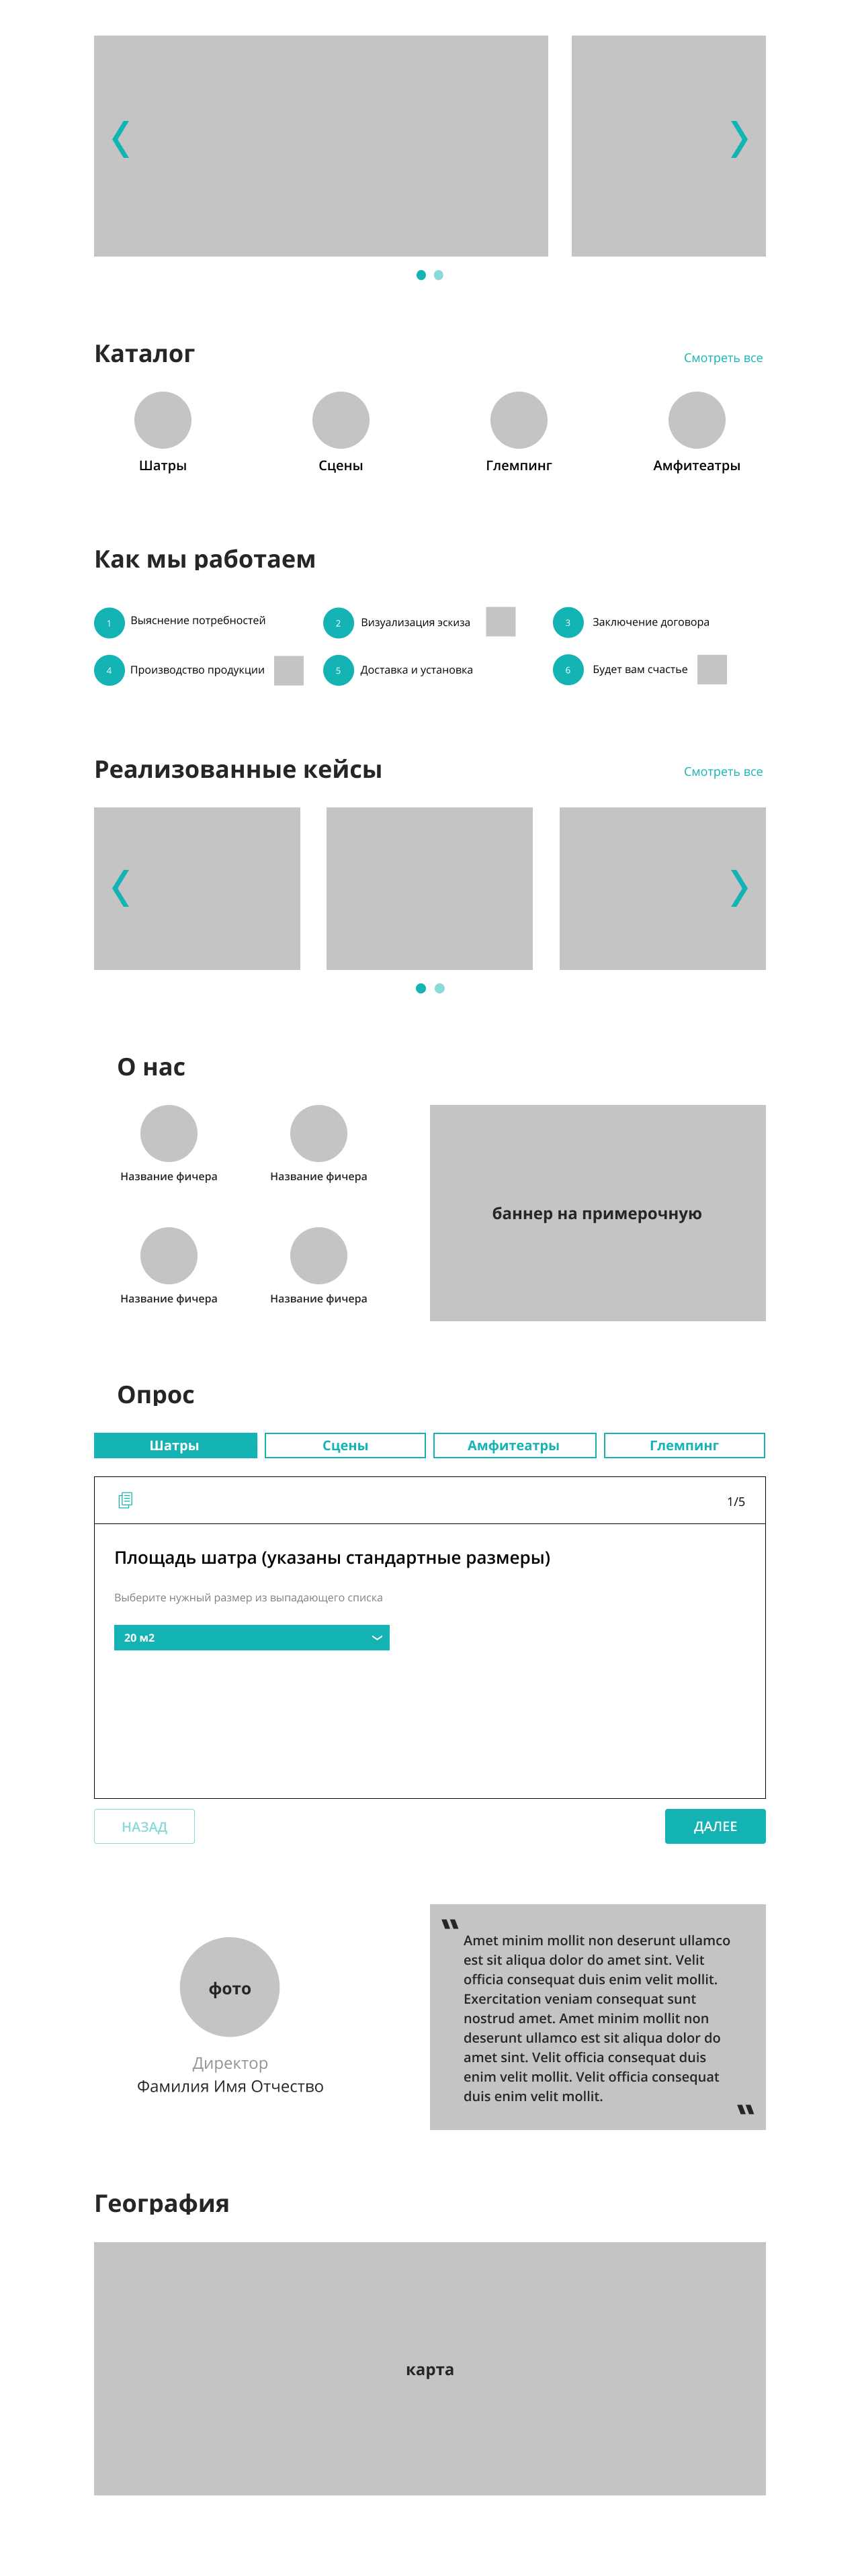 Каталог
Смотреть все
Шатры
Сцены
Глемпинг
Амфитеатры
Как мы работаем
1 Выяснение потребностей
2 Визуализация эскиза
3 Заключение договора
4 Производство продукции
5 Доставка и установка
6 Будет вам счастье
Реализованные кейсы
Смотреть все
О нас
Название фичера
Название фичера
Название фичера
Название фичера
баннер на примерочную
Опрос
Шатры
Сцены
Амфитеатры
Глемпинг
1/5
Площадь шатра (указаны стандартные размеры)
Выберите нужный размер из выпадающего списка
20 м2
НАЗАД
ДАЛЕЕ
фото
Директор
Фамилия Имя Отчество
Amet minim mollit non deserunt ullamco
est sit aliqua dolor do amet sint. Velit
officia consequat duis enim velit mollit.
Exercitation veniam consequat sunt
nostrud amet. Amet minim mollit non
deserunt ullamco est sit aliqua dolor do
amet sint. Velit officia consequat duis
enim velit mollit. Velit officia consequat
duis enim velit mollit.
География
карта